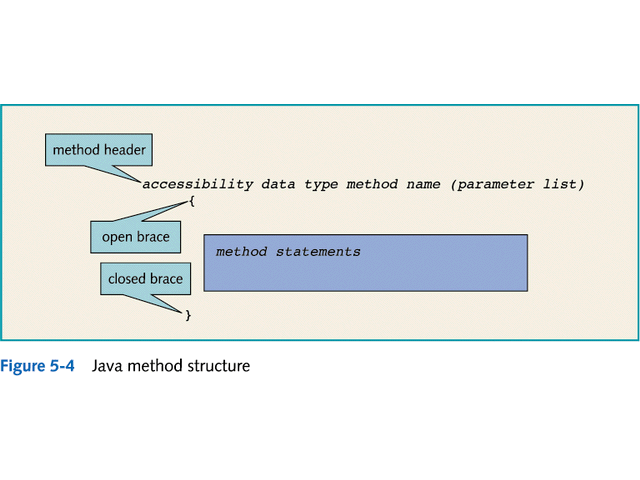 method header
accessibility data type method name (parameter list)
{
open brace
method statements
closed brace
}
Figure 5-4 Java method structure